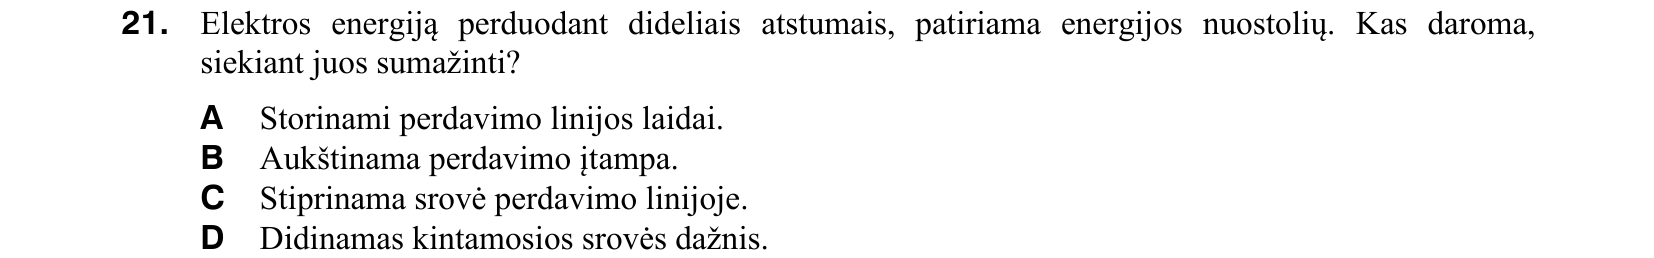 21. Elektros energiją perduodant dideliais atstumais, patiriama energijos nuostolių. Kas daroma,
siekiant juos sumažinti?
A Storinami perdavimo linijos laidai.
B Aukštinama perdavimo įtampa.
C Stiprinama srovė perdavimo linijoje.
D Didinamas kintamosios srovės dažnis.